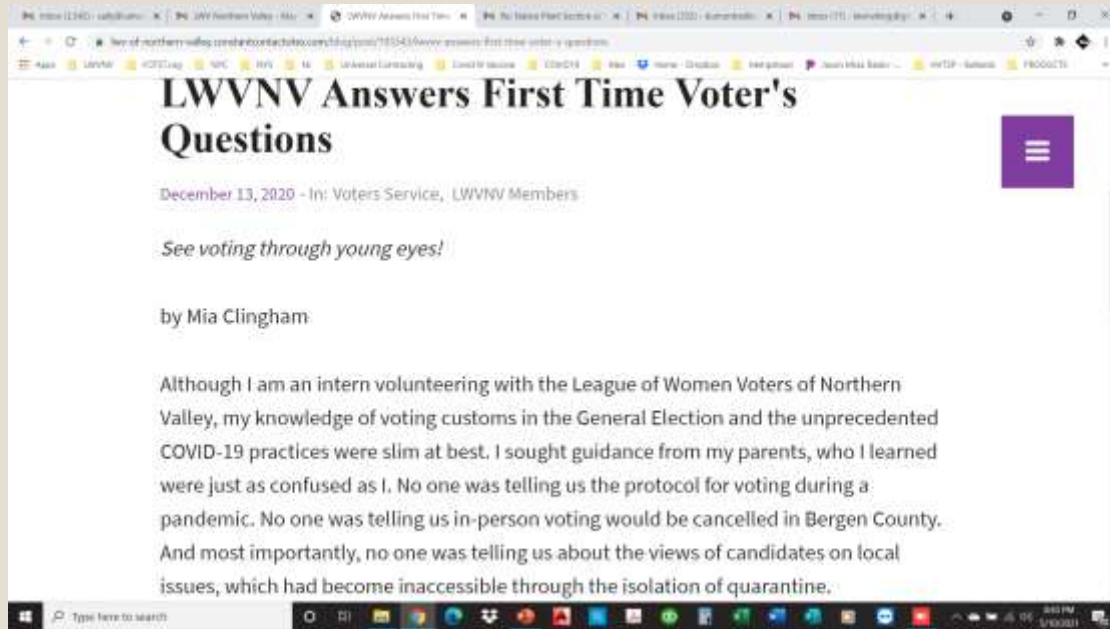 LWVNV Answers First Time Voter's
Questions
December 13, 2020 - In: Voters Service, LWVNV Members
See voting through young eyes!
by Mia Clingham
Although I am an intern volunteering with the League of Women Voters of Northern
Valley, my knowledge of voting customs in the General Election and the unprecedented
COVID-19 practices were slim at best. I sought guidance from my parents, who I learned
were just as confused as I. No one was telling us the protocol for voting during a
pandemic. No one was telling us in-person voting would be cancelled in Bergen County.
And most importantly, no one was telling us about the views of candidates on local
issues, which had become inaccessible through the isolation of quarantine.
Type here to search